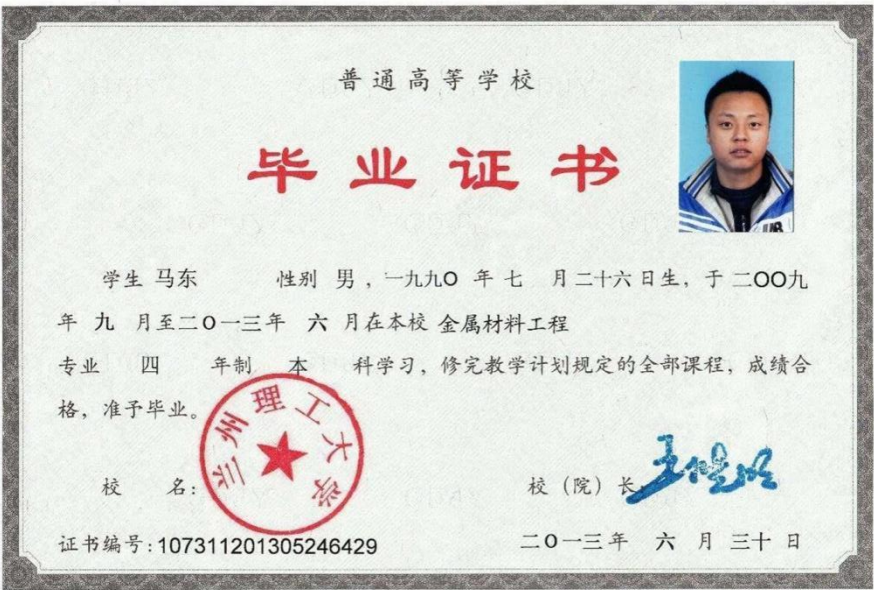 普通高等学校
毕业证书
学生 马东 性别 男，一九九O 年 七 月二十六日生，于二OO九
年 九 月至二O一三年 六 月在本校 金属材料工程
专业 四 年制 本 科学习，修完教学计划规定的全部课程，成绩合
格，准予毕业。
兰州理工大学
校 名：
校（院）长：
证书编号：107311201305246429
二O一三年 六 月 三十 日